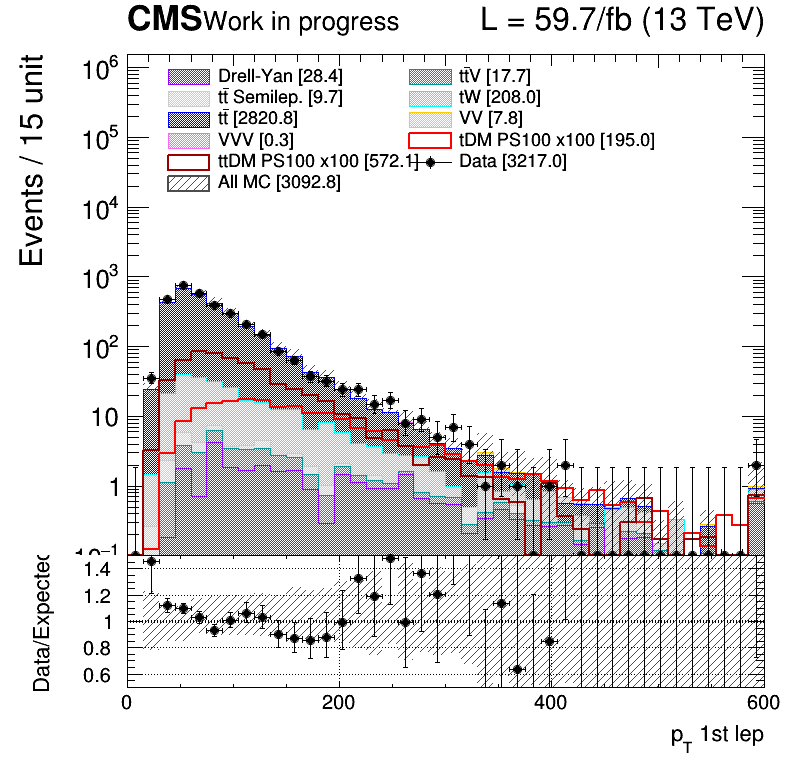 CMS Work in progress L = 59.7/fb (13 TeV)
Events / 15 unit
10⁶
10⁵
10⁴
10³
10²
10
1
10⁻¹
Drell-Yan [28.4] tt̄V [17.7]
tt̄ Semilep. [9.7] tW [208.0]
tt̄ [2820.8] VV [7.8]
VVV [0.3] tDM PS100 x100 [195.0]
ttDM PS100 x100 [572.1] Data [3217.0]
All MC [3092.8]
Data/Expected
1.4
1.2
1
0.8
0.6
0 200 400 600
p_T 1st lep